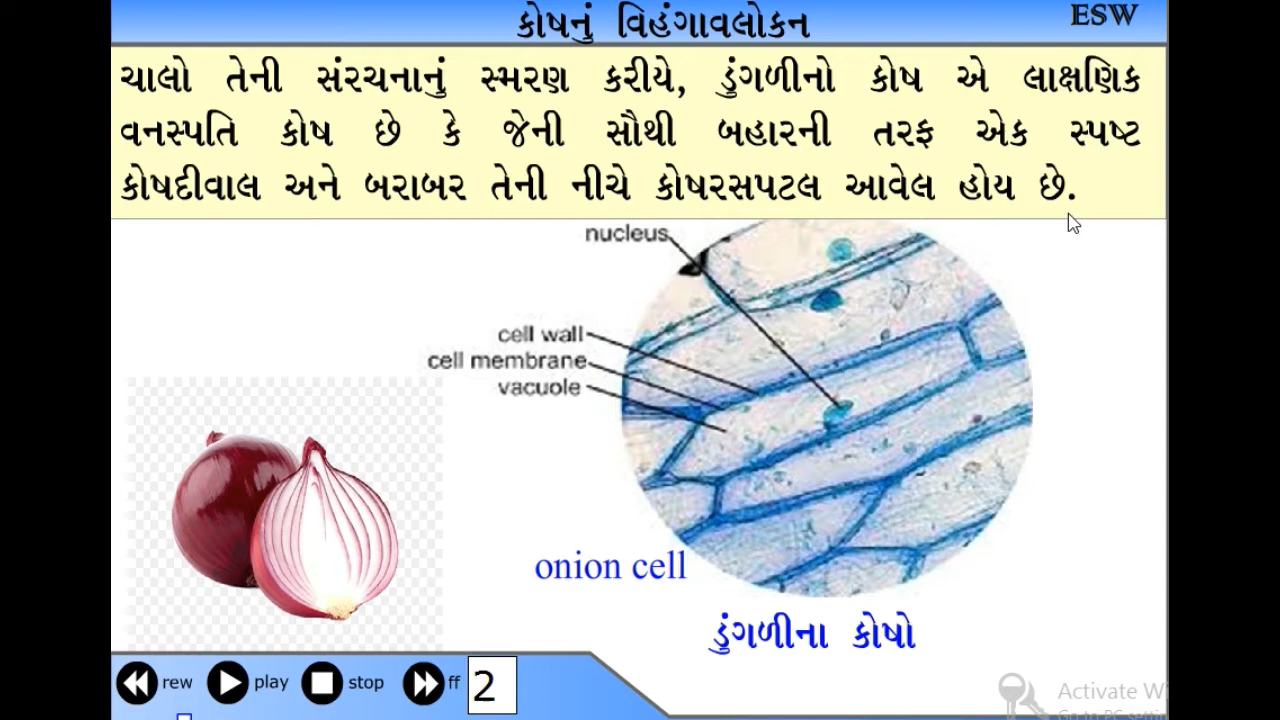 કોષનું વિહંગાવલોકન
ESW
ચાલો તેની સંરચનાનું સ્મરણ કરીયે, ડુંગળીનો કોષ એ લાક્ષણિક
વનસ્પતિ કોષ છે કે જેની સૌથી બહારની તરફ એક સ્પષ્ટ
કોષદીવાલ અને બરાબર તેની નીચે કોષરસપટલ આવેલ હોય છે.
nucleus
cell wall
cell membrane
vacuole
onion cell
ડુંગળીના કોષો
rew play stop ff 2
Activate W